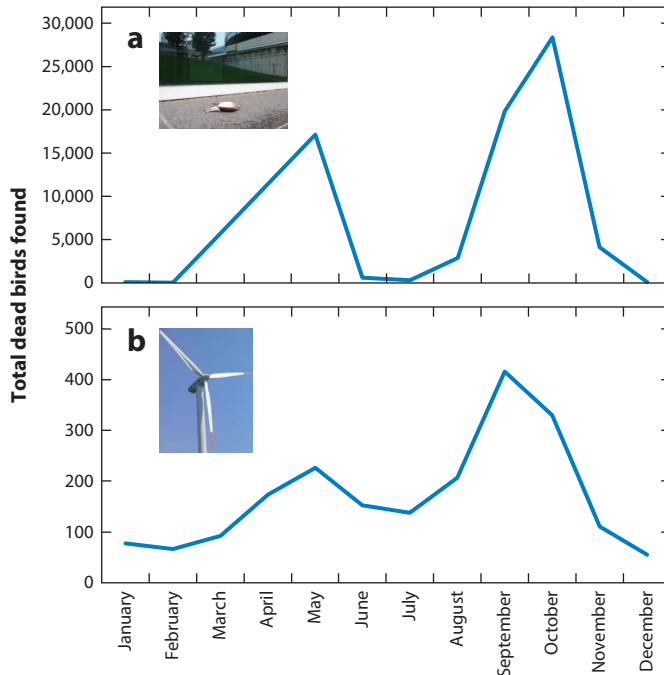 Total dead birds found
a
30,000
25,000
20,000
15,000
10,000
5,000
0
b
500
400
300
200
100
0
January
February
March
April
May
June
July
August
September
October
November
December